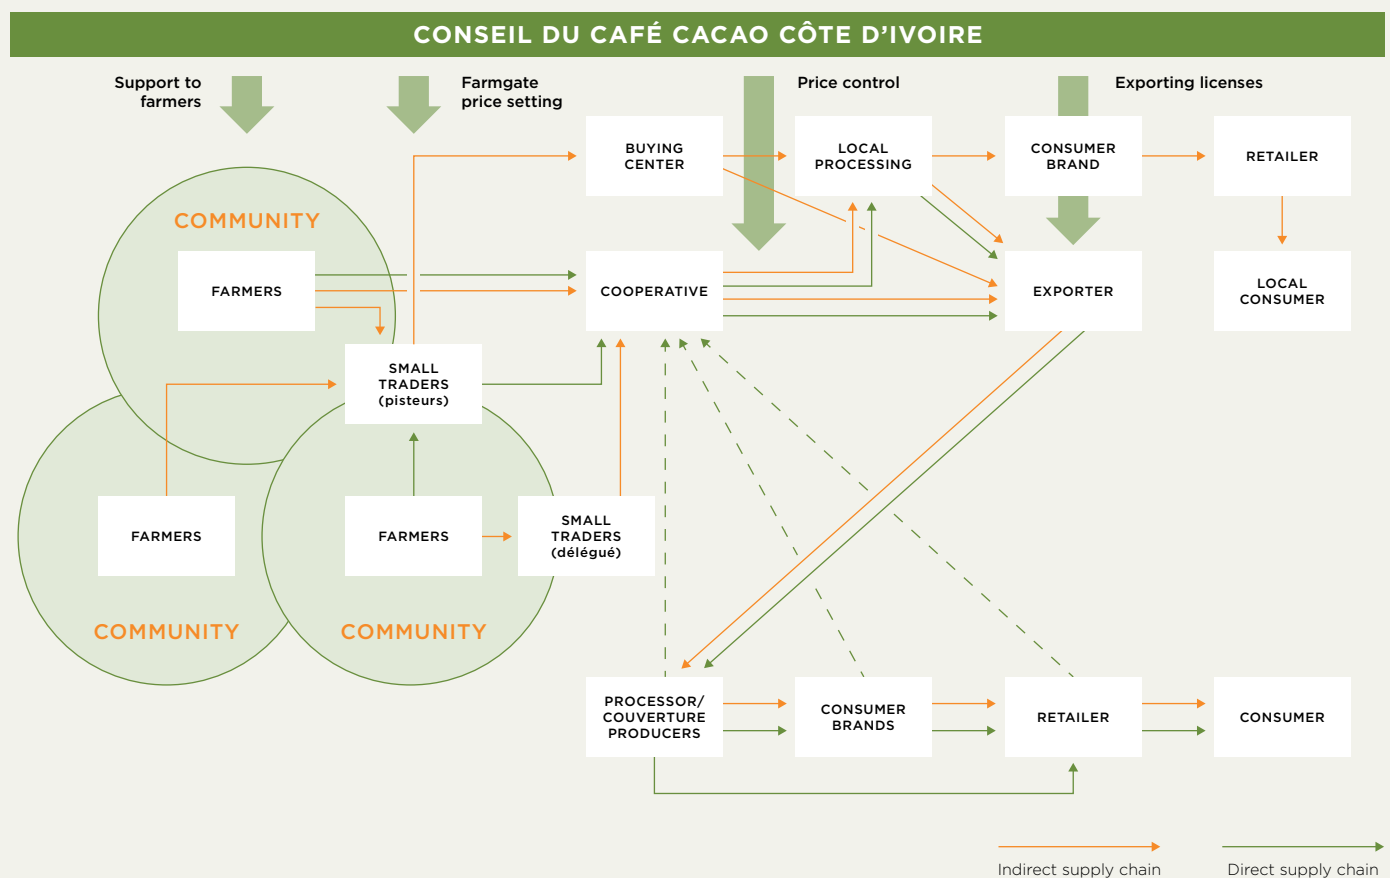 CONSEIL DU CAFÉ CACAO CÔTE D’IVOIRE
Support to
farmers
Farmgate
price setting
Price control
Exporting licenses
BUYING
CENTER
LOCAL
PROCESSING
CONSUMER
BRAND
RETAILER
COMMUNITY
FARMERS
COOPERATIVE
EXPORTER
LOCAL
CONSUMER
SMALL
TRADERS
(pisteurs)
FARMERS
FARMERS
SMALL
TRADERS
(délégué)
COMMUNITY
COMMUNITY
PROCESSOR/
COUVERTURE
PRODUCERS
CONSUMER
BRANDS
RETAILER
CONSUMER
Indirect supply chain
Direct supply chain